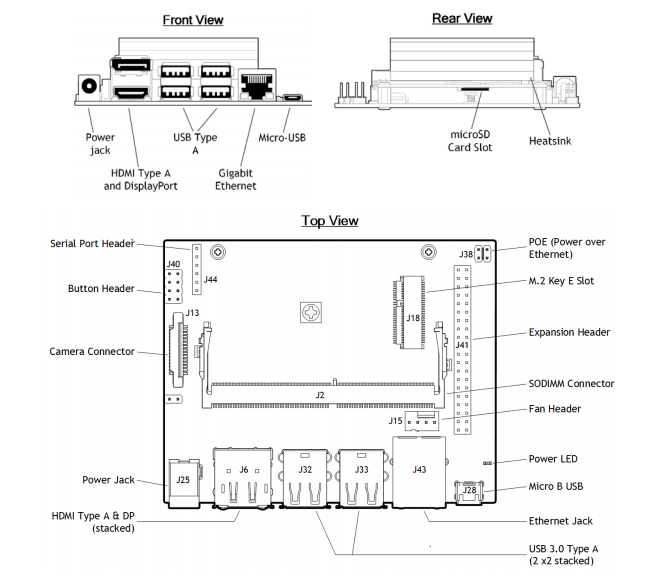 Front View
Rear View
Power
jack
USB Type
A
Micro-USB
HDMI Type A
and DisplayPort
Gigabit
Ethernet
microSD
Card Slot
Heatsink
Top View
Serial Port Header
J40
J44
J38
POE (Power over
Ethernet)
Button Header
M.2 Key E Slot
J13
J18
Camera Connector
J41
Expansion Header
J2
SODIMM Connector
J15
Fan Header
Power LED
Power Jack
J25
J6
J32
J33
J43
J28
Micro B USB
HDMI Type A & DP
(stacked)
Ethernet Jack
USB 3.0 Type A
(2 x2 stacked)